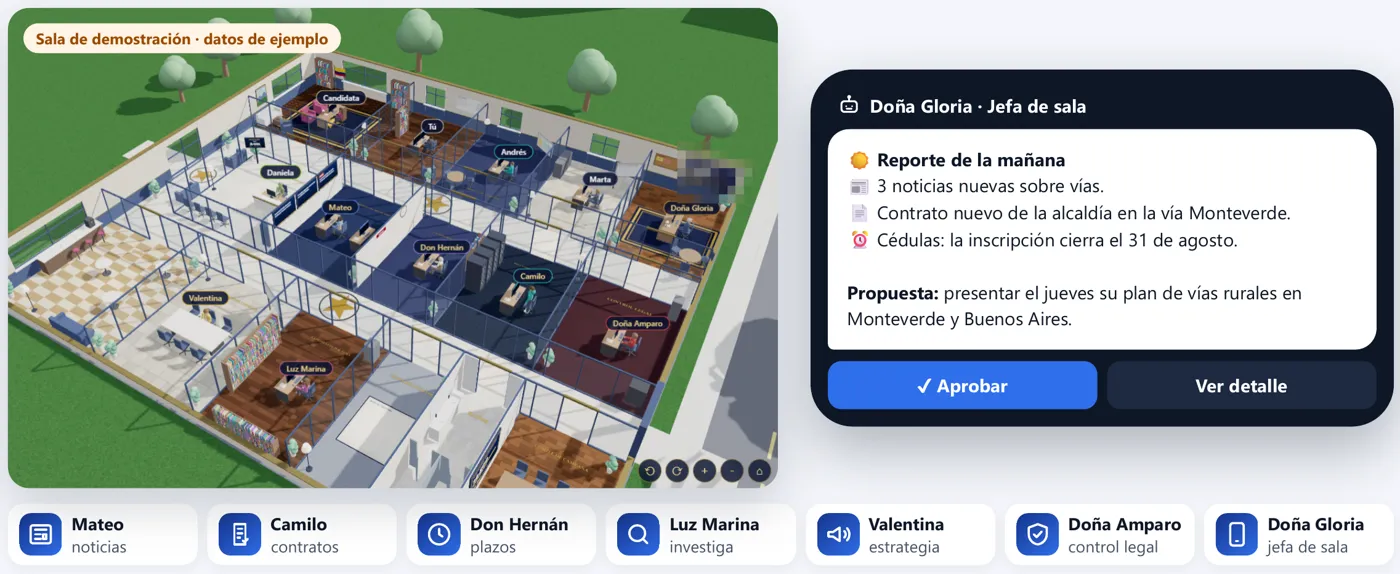 Sala de demostración · datos de ejemplo
Candidata
Tú
Andrés
Daniela
Marta
Mateo
Doña Gloria
Don Hernán
Camilo
Valentina
Doña Amparo
Luz Marina
Doña Gloria · Jefa de sala
Reporte de la mañana
3 noticias nuevas sobre vías.
Contrato nuevo de la alcaldía en la vía Monteverde.
Cédulas: la inscripción cierra el 31 de agosto.
Propuesta: presentar el jueves su plan de vías rurales en
Monteverde y Buenos Aires.
✓ Aprobar
Ver detalle
Mateo
noticias
Camilo
contratos
Don Hernán
plazos
Luz Marina
investiga
Valentina
estrategia
Doña Amparo
control legal
Doña Gloria
jefa de sala